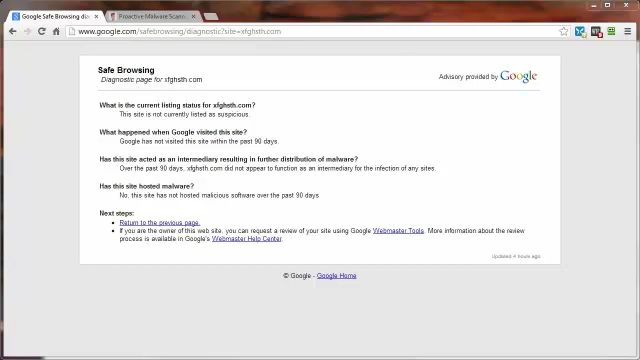 Google Safe Browsing dia
Proactive Malware Scann
www.google.com/safebrowsing/diagnostic?site=xfghsth.com
Safe Browsing
Diagnostic page for xfghsth.com
Advisory provided by Google
What is the current listing status for xfghsth.com?
This site is not currently listed as suspicious.
What happened when Google visited this site?
Google has not visited this site within the past 90 days.
Has this site acted as an intermediary resulting in further distribution of malware?
Over the past 90 days, xfghsth.com did not appear to function as an intermediary for the infection of any sites.
Has this site hosted malware?
No, this site has not hosted malicious software over the past 90 days.
Next steps:
Return to the previous page.
If you are the owner of this web site, you can request a review of your site using Google Webmaster Tools. More information about the review
process is available in Google's Webmaster Help Center.
Updated 4 hours ago
© Google - Google Home